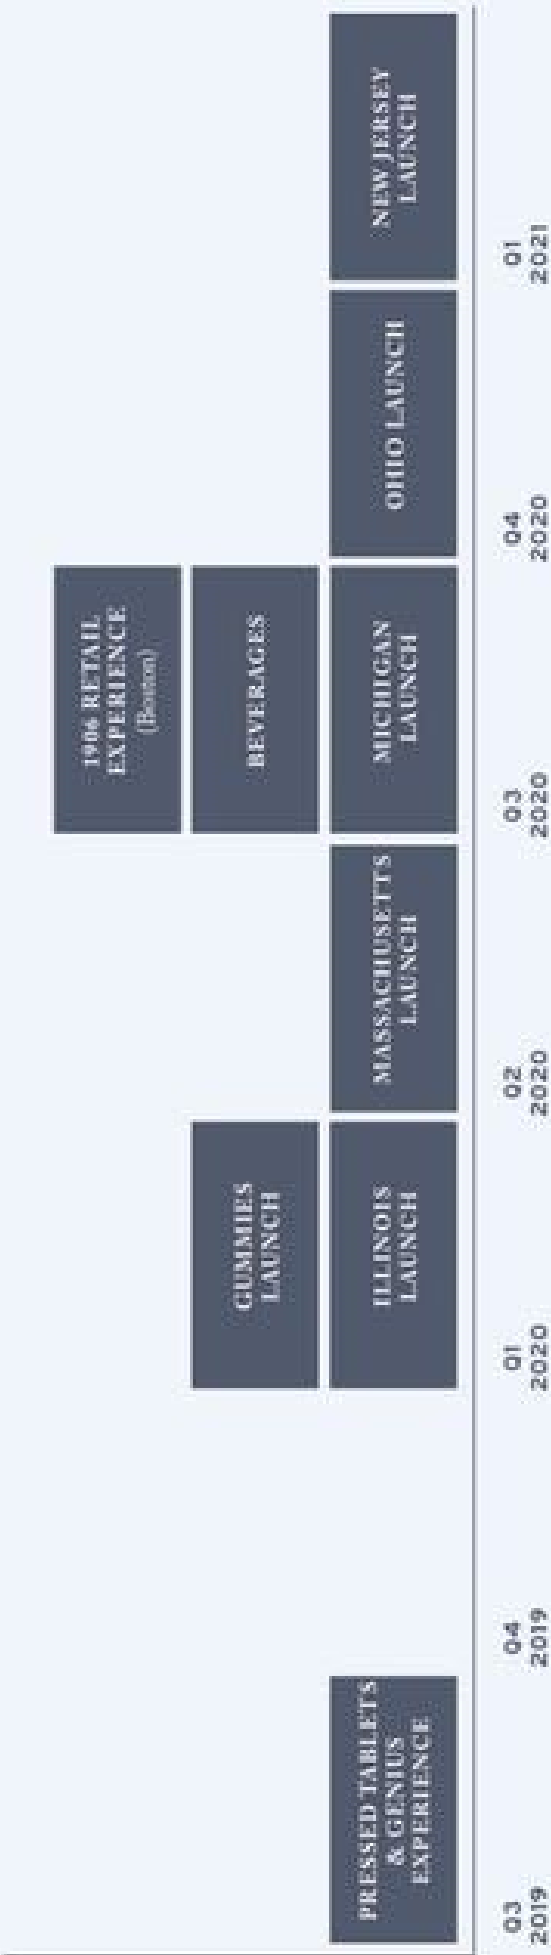 1906 RETAIL
EXPERIENCE
(Boston)
GUMMIES
LAUNCH
BEVERAGES
PRESSED TABLETS
& GENIUS
EXPERIENCE
ILLINOIS
LAUNCH
MASSACHUSETTS
LAUNCH
MICHIGAN
LAUNCH
OHIO LAUNCH
NEW JERSEY
LAUNCH
Q3
2019
Q4
2019
Q1
2020
Q2
2020
Q3
2020
Q4
2020
Q1
2021